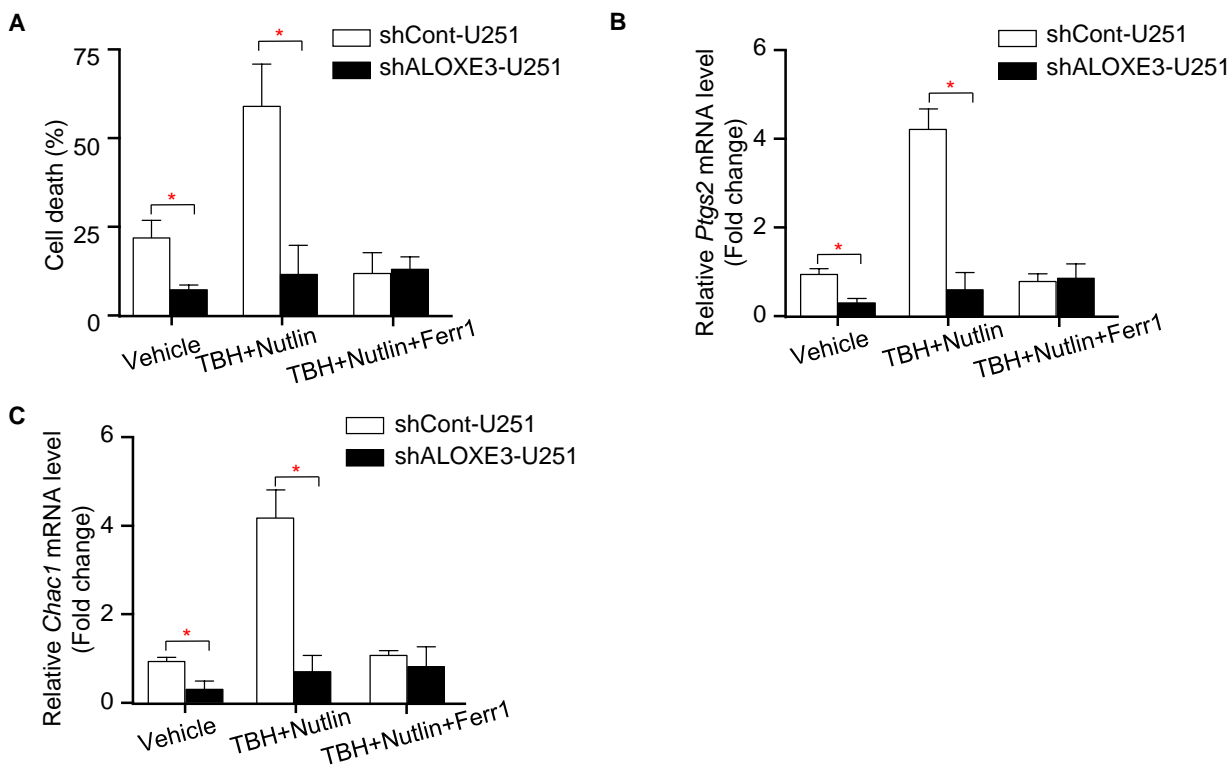 A
Cell death (%)
75
50
25
0
*
*
shCont-U251
shALOXE3-U251
Vehicle
TBH+Nutlin
TBH+Nutlin+Ferr1
B
Relative Ptgs2 mRNA level
(Fold change)
6
4
2
0
*
*
shCont-U251
shALOXE3-U251
Vehicle
TBH+Nutlin
TBH+Nutlin+Ferr1
C
Relative Chac1 mRNA level
(Fold change)
6
4
2
0
*
*
shCont-U251
shALOXE3-U251
Vehicle
TBH+Nutlin
TBH+Nutlin+Ferr1